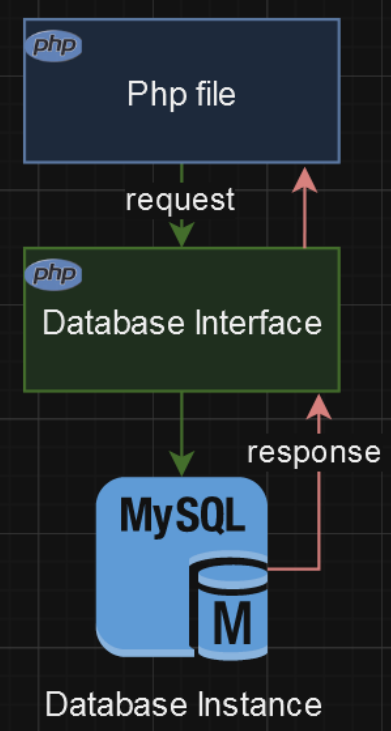 php
Php file
request
php
Database Interface
response
MySQL
M
Database Instance